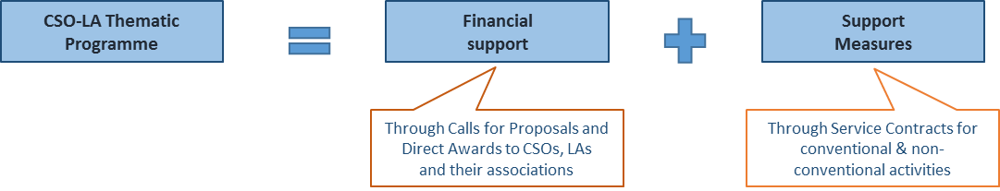 CSO-LA Thematic
Programme
Financial
support
Support
Measures
Through Calls for Proposals and
Direct Awards to CSOs, LAs
and their associations
Through Service Contracts for
conventional & non-
conventional activities